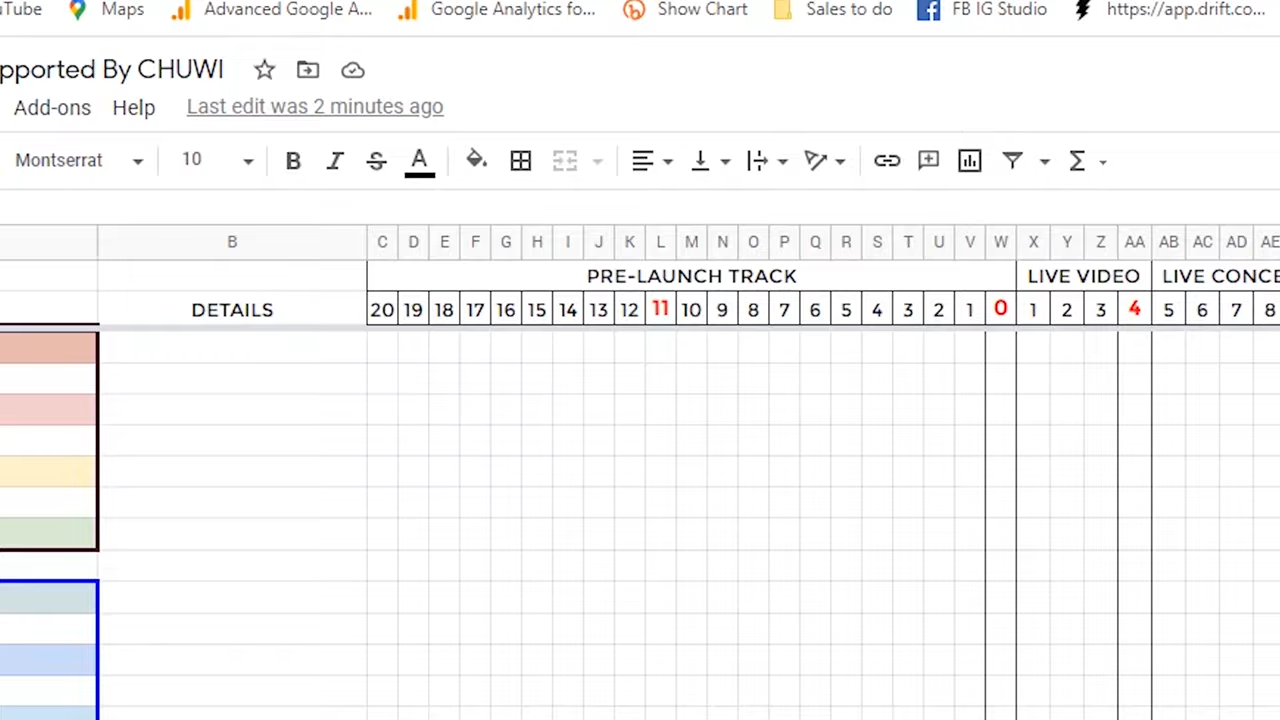 uTube Maps Advanced Google A... Google Analytics fo... Show Chart Sales to do FB IG Studio https://app.drift.co...
pported By CHUWI
Add-ons Help Last edit was 2 minutes ago
Montserrat 10 B I S A Σ
B C D E F G H I J K L M N O P Q R S T U V W X Y Z AA AB AC AD AE
PRE-LAUNCH TRACK LIVE VIDEO LIVE CONCE
DETAILS 20 19 18 17 16 15 14 13 12 11 10 9 8 7 6 5 4 3 2 1 0 1 2 3 4 5 6 7 8